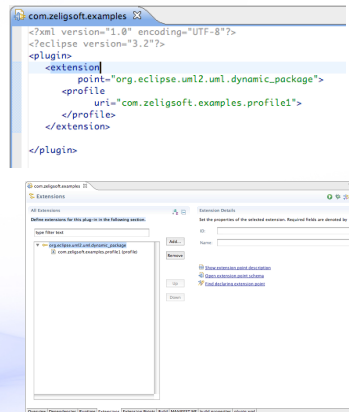 com.zeligsoft.examples
<?xml version="1.0" encoding="UTF-8"?>
<?eclipse version="3.2"?>
<plugin>
<extension
point="org.eclipse.uml2.uml.dynamic_package">
<profile
uri="com.zeligsoft.examples.profile1">
</profile>
</extension>
</plugin>
com.zeligsoft.examples
Extensions
All Extensions
Define extensions for this plug-in in the following section.
type filter text
org.eclipse.uml2.uml.dynamic_package
com.zeligsoft.examples.profile1 (profile)
Add...
Remove
Up
Down
Extension Details
Set the properties of the selected extension. Required fields are denoted by
ID:
Name:
Show extension point description
Open extension point schema
Find declaring extension point
Overview Dependencies Runtime Extensions Extension Points Build MANIFEST.MF build.properties plugin.xml